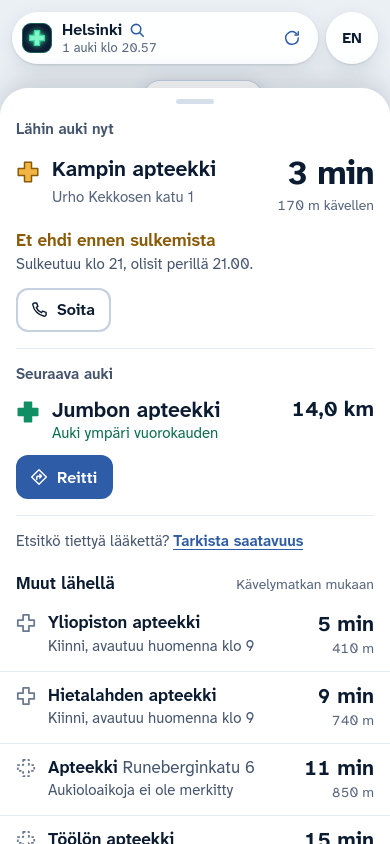 Helsinki
1 auki klo 20.57
EN
Lähin auki nyt
Kampin apteekki
3 min
Urho Kekkosen katu 1
170 m kävellen
Et ehdi ennen sulkemista
Sulkeutuu klo 21, olisit perillä 21.00.
Soita
Seuraava auki
Jumbon apteekki
14,0 km
Auki ympäri vuorokauden
Reitti
Etsitkö tiettyä lääkettä? Tarkista saatavuus
Muut lähellä
Kävelymatkan mukaan
Yliopiston apteekki
5 min
Kiinni, avautuu huomenna klo 9
410 m
Hietalahden apteekki
9 min
Kiinni, avautuu huomenna klo 9
740 m
Apteekki Runeberginkatu 6
11 min
Aukioloaikoja ei ole merkitty
850 m
Töölön apteekki
15 min